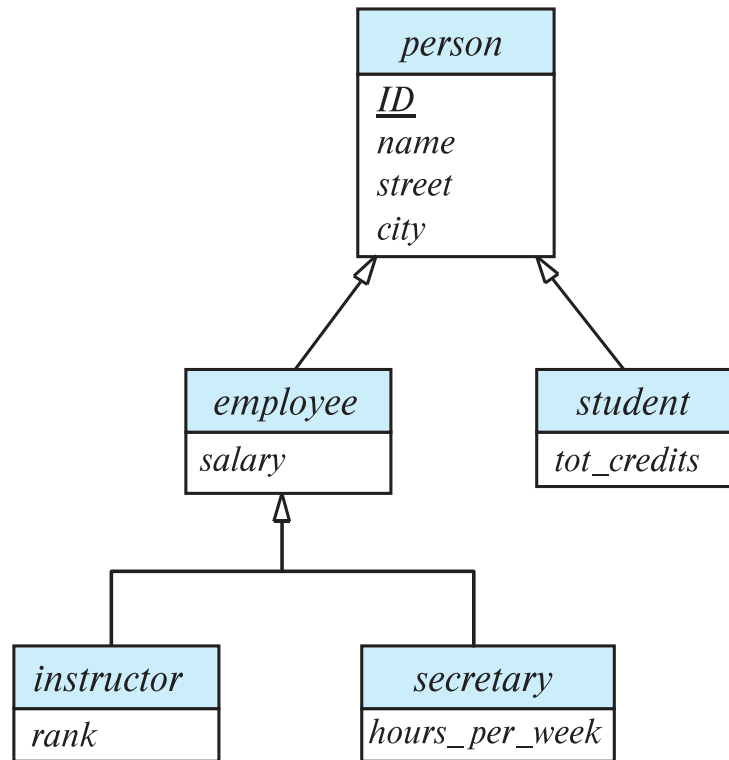 person
ID
name
street
city
employee
salary
student
tot_credits
instructor
rank
secretary
hours_per_week